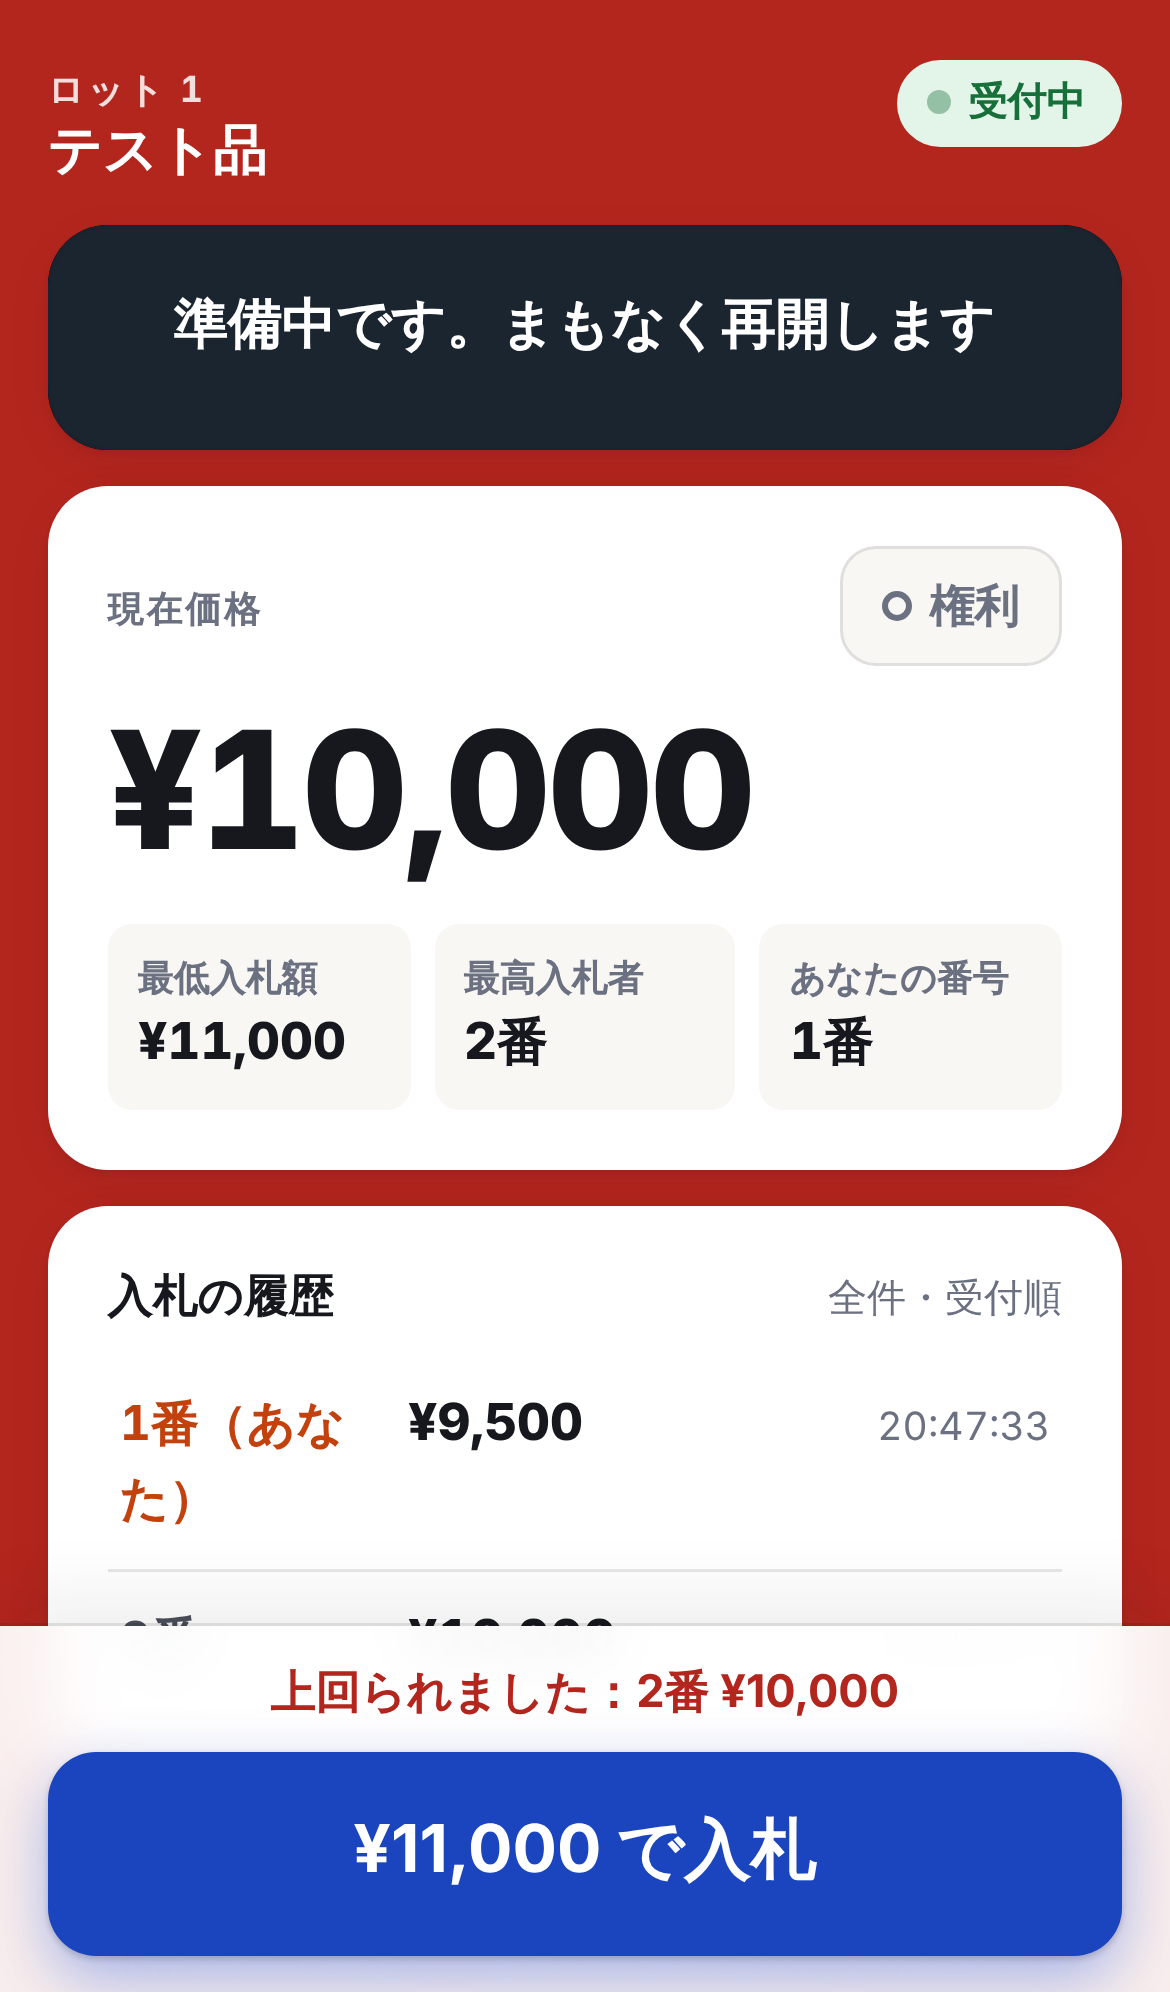 ロット 1
テスト品
受付中
準備中です。まもなく再開します
現在価格
権利
¥10,000
最低入札額
¥11,000
最高入札者
2番
あなたの番号
1番
入札の履歴
全件・受付順
1番（あな
た）
¥9,500
20:47:33
2番
¥10,000
上回られました：2番 ¥10,000
¥11,000 で入札